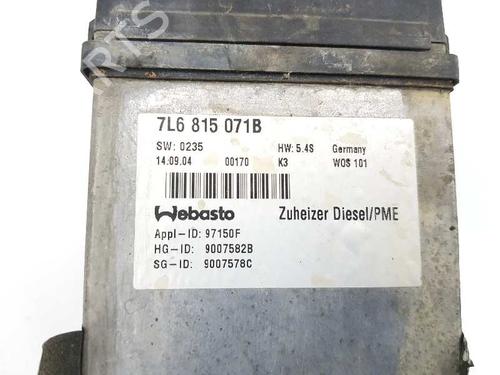 7L6 815 071B
SW: 0235 HW: 5.4S Germany
14.09.04 00170 K3 WOS 101
Webasto Zuheizer Diesel/PME
Appl-ID: 97150F
HG-ID: 9007582B
SG-ID: 9007578C